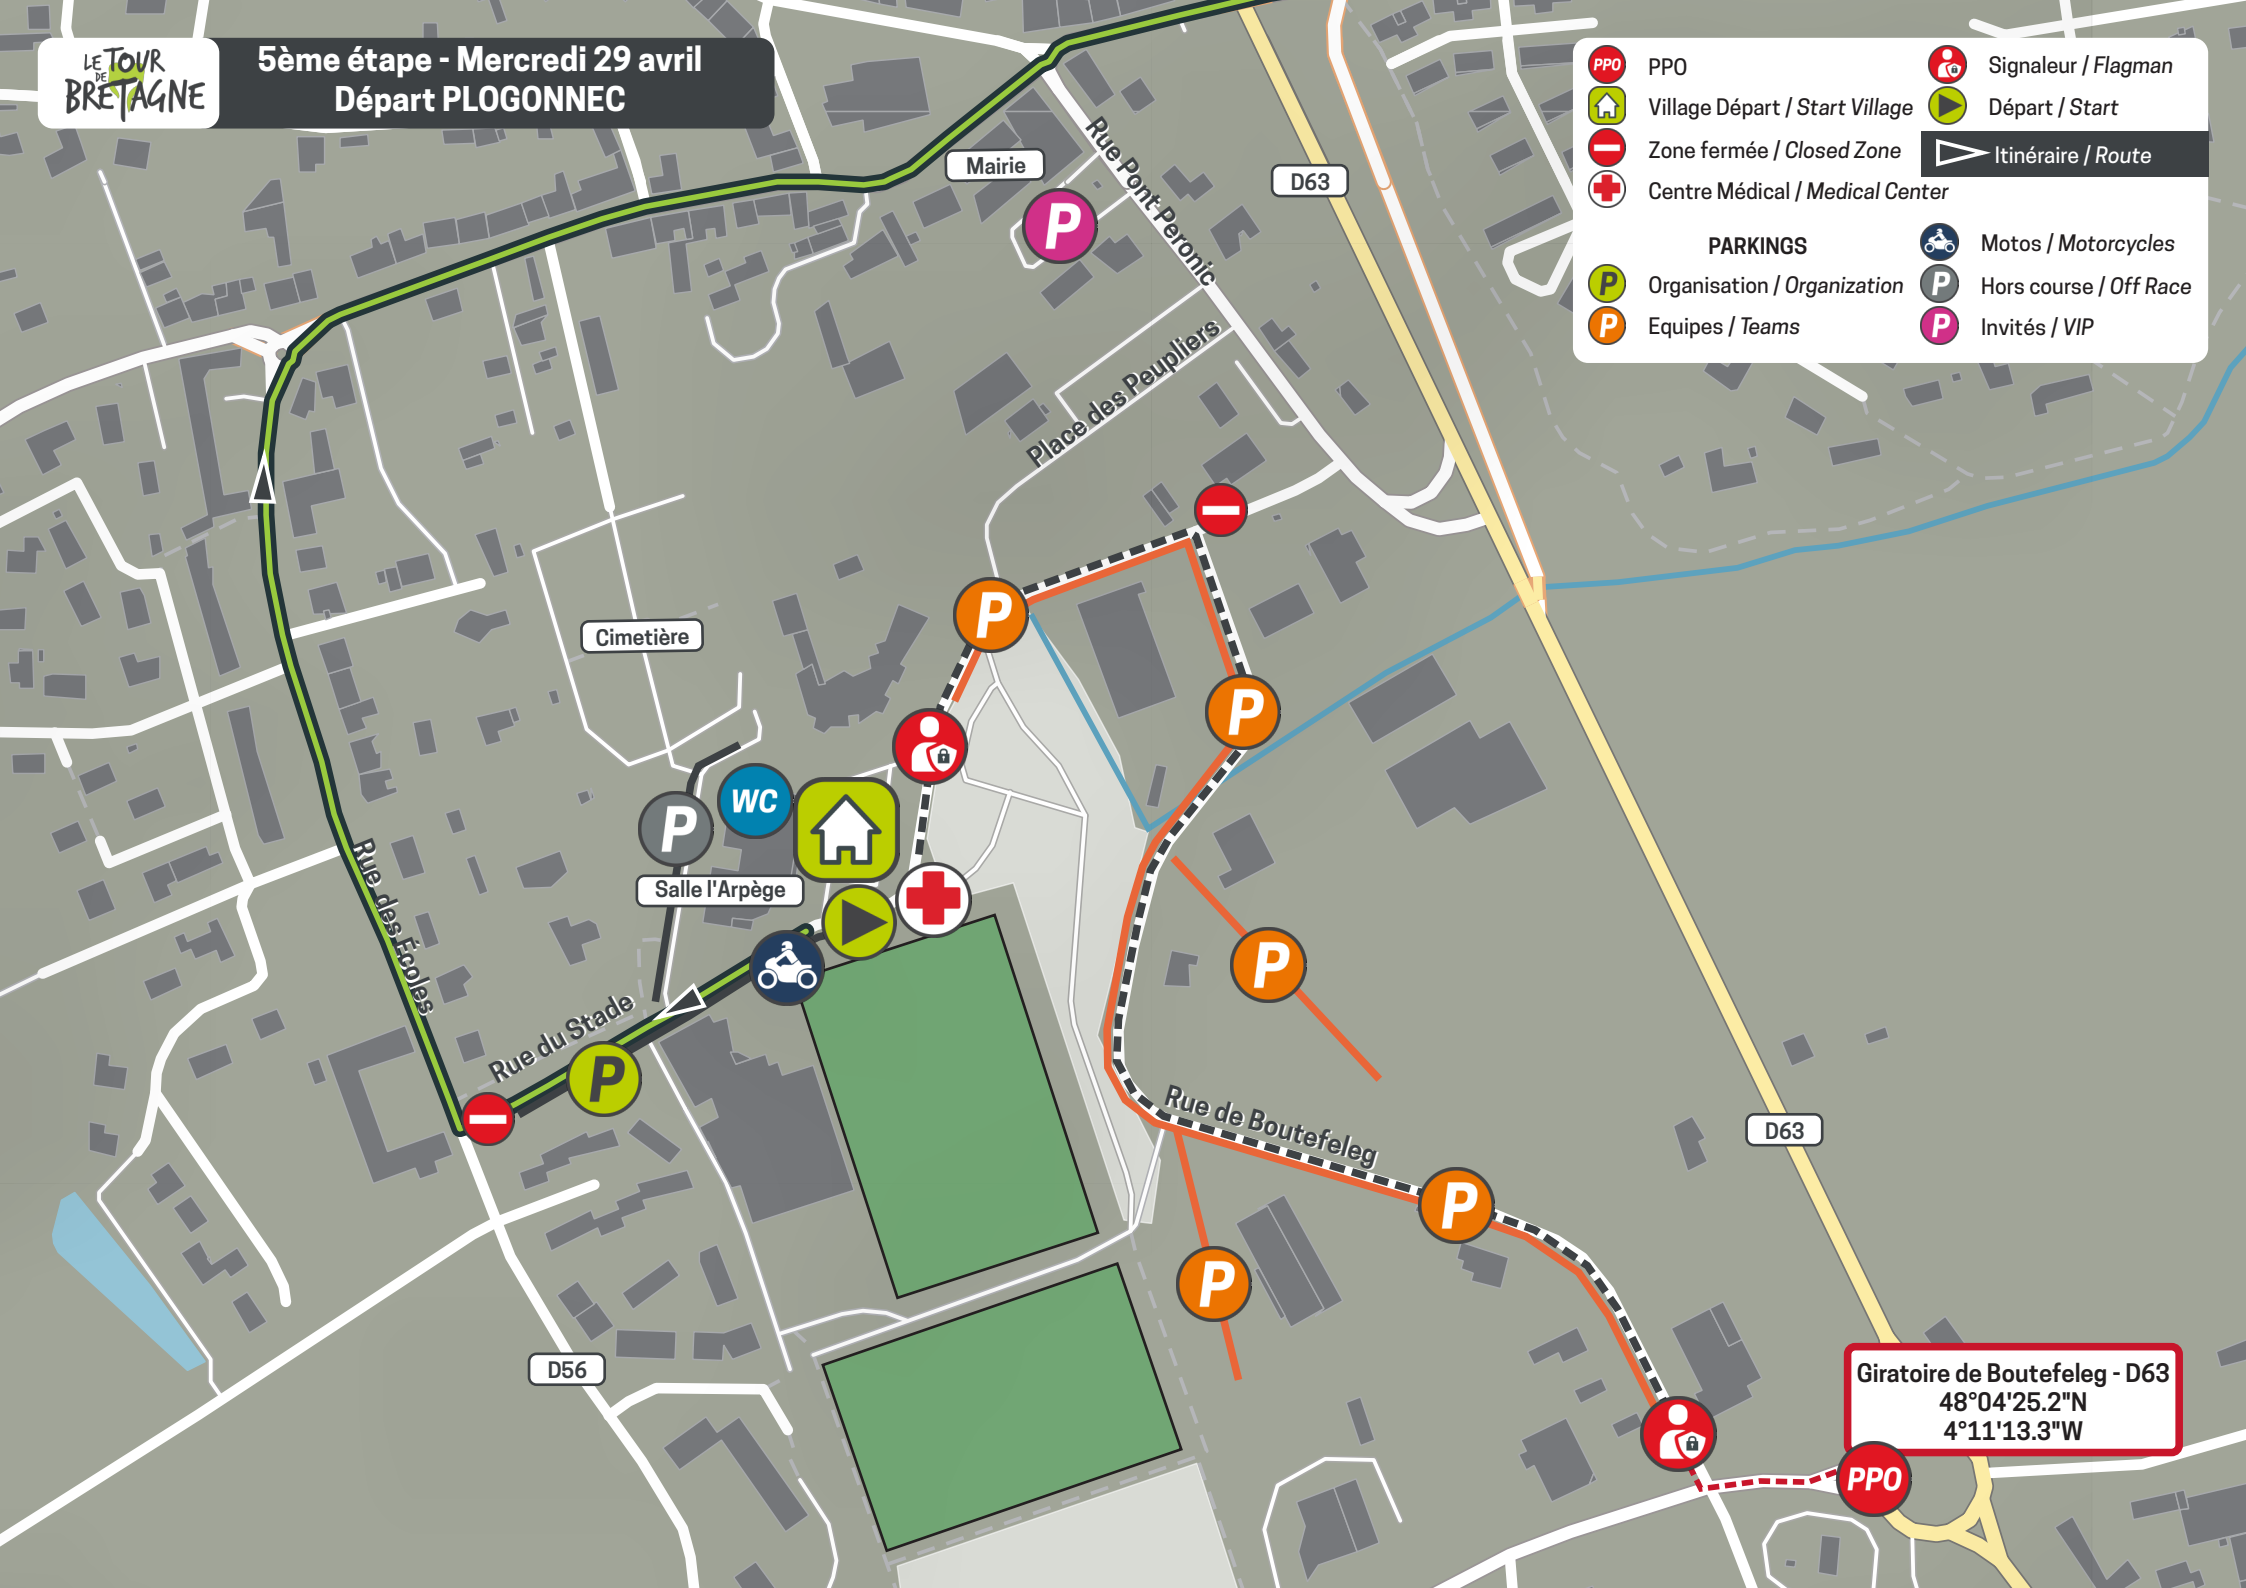 LE TOUR
DE
BRETAGNE
5ème étape - Mercredi 29 avril
Départ PLOGONNEC
PPO
PPO
Signaleur / Flagman
Village Départ / Start Village
Départ / Start
Zone fermée / Closed Zone
Itinéraire / Route
Centre Médical / Medical Center
PARKINGS
Motos / Motorcycles
P
Organisation / Organization
P
Hors course / Off Race
P
Equipes / Teams
P
Invités / VIP
Mairie
Rue Pont Peronic
D63
P
Place des Peupliers
P
Cimetière
P
WC
P
Salle l'Arpège
Rue des Écoles
P
Rue du Stade
P
Rue de Boutefeleg
D63
P
P
D56
Giratoire de Boutefeleg - D63
48°04'25.2"N
4°11'13.3"W
PPO